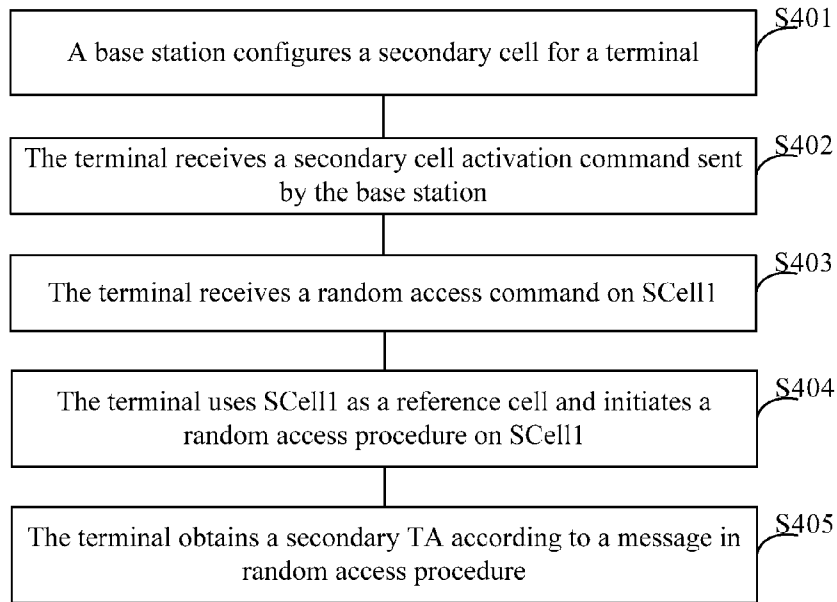 S401
A base station configures a secondary cell for a terminal
S402
The terminal receives a secondary cell activation command sent
by the base station
S403
The terminal receives a random access command on SCell1
S404
The terminal uses SCell1 as a reference cell and initiates a
random access procedure on SCell1
S405
The terminal obtains a secondary TA according to a message in
random access procedure